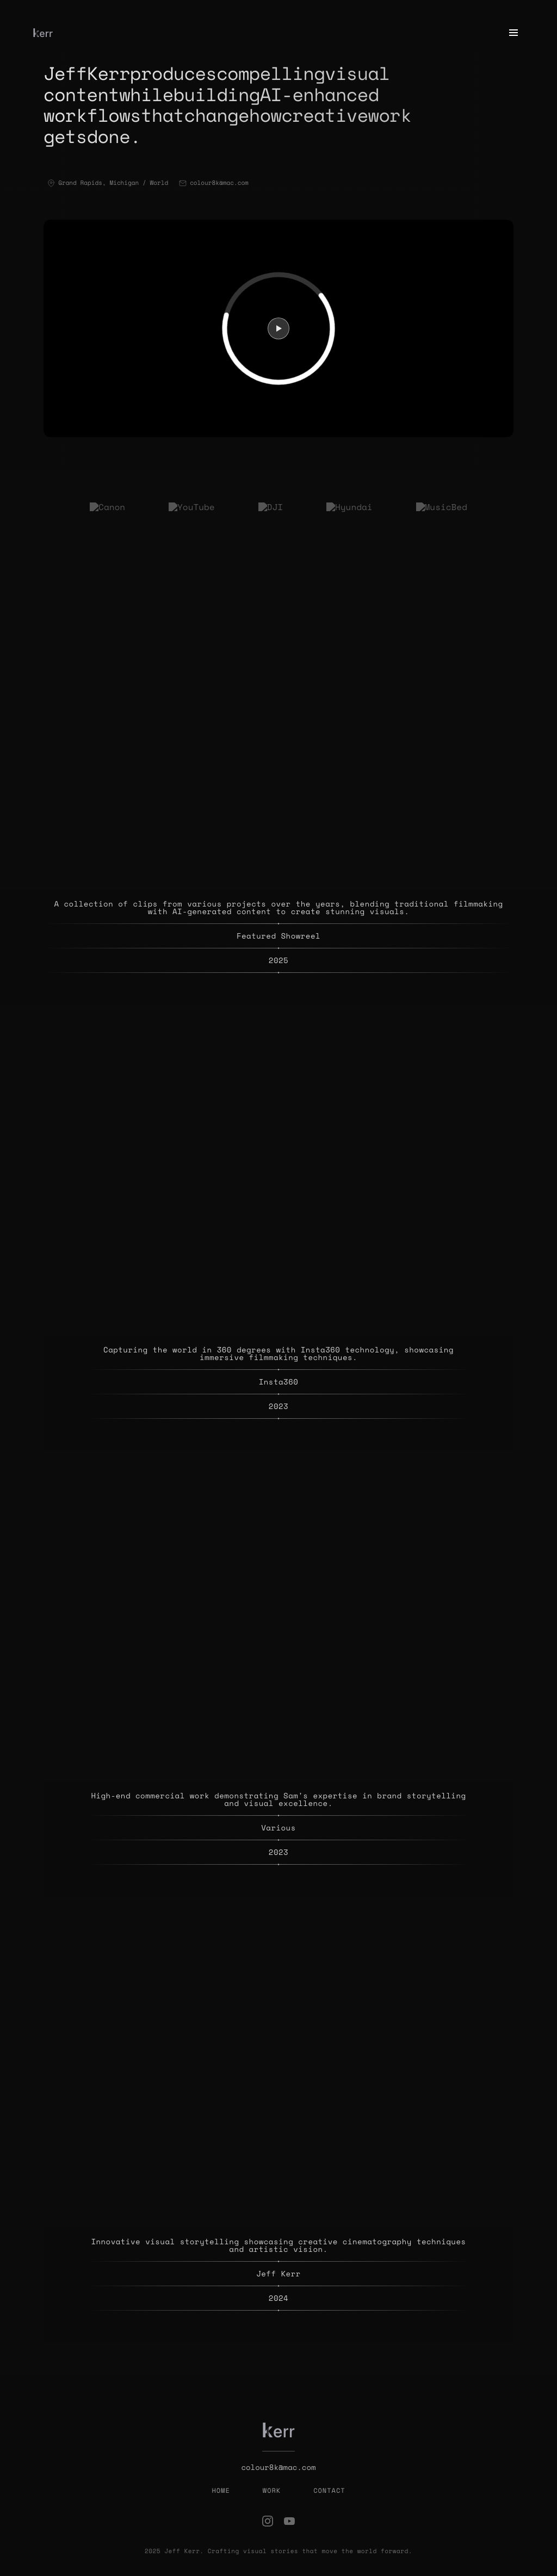 kerr
JeffKerrproducescompellingvisual
contentwhilebuildingAI-enhanced
workflowsthatchangehowcreativework
getsdone.
Grand Rapids, Michigan / World colour8k@mac.com
Canon YouTube DJI Hyundai MusicBed
A collection of clips from various projects over the years, blending traditional filmmaking
with AI-generated content to create stunning visuals.
Featured Showreel
2025
Capturing the world in 360 degrees with Insta360 technology, showcasing
immersive filmmaking techniques.
Insta360
2023
High-end commercial work demonstrating Sam's expertise in brand storytelling
and visual excellence.
Various
2023
Innovative visual storytelling showcasing creative cinematography techniques
and artistic vision.
Jeff Kerr
2024
kerr
colour8k@mac.com
HOME WORK CONTACT
2025 Jeff Kerr. Crafting visual stories that move the world forward.